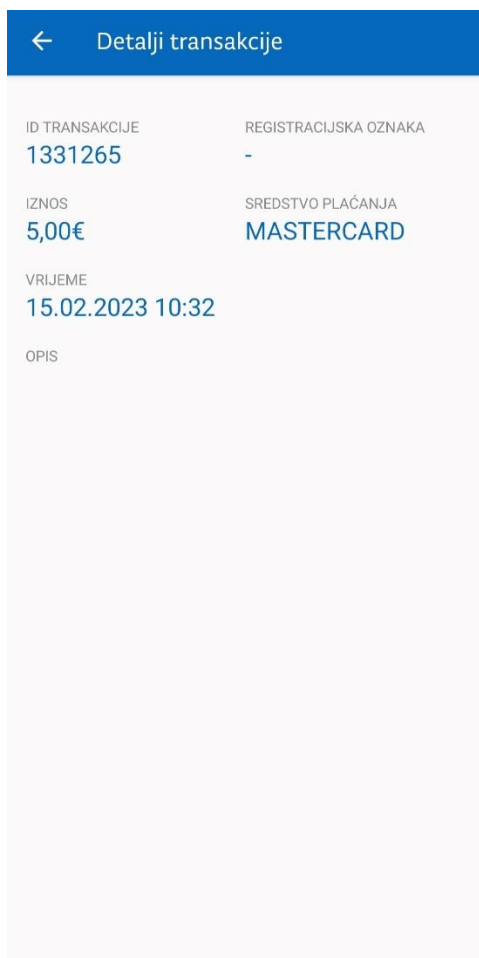 Detalji transakcije
ID TRANSAKCIJE
1331265
REGISTRACIJSKA OZNAKA
-
IZNOS
5,00€
SREDSTVO PLAĆANJA
MASTERCARD
VRIJEME
15.02.2023 10:32
OPIS